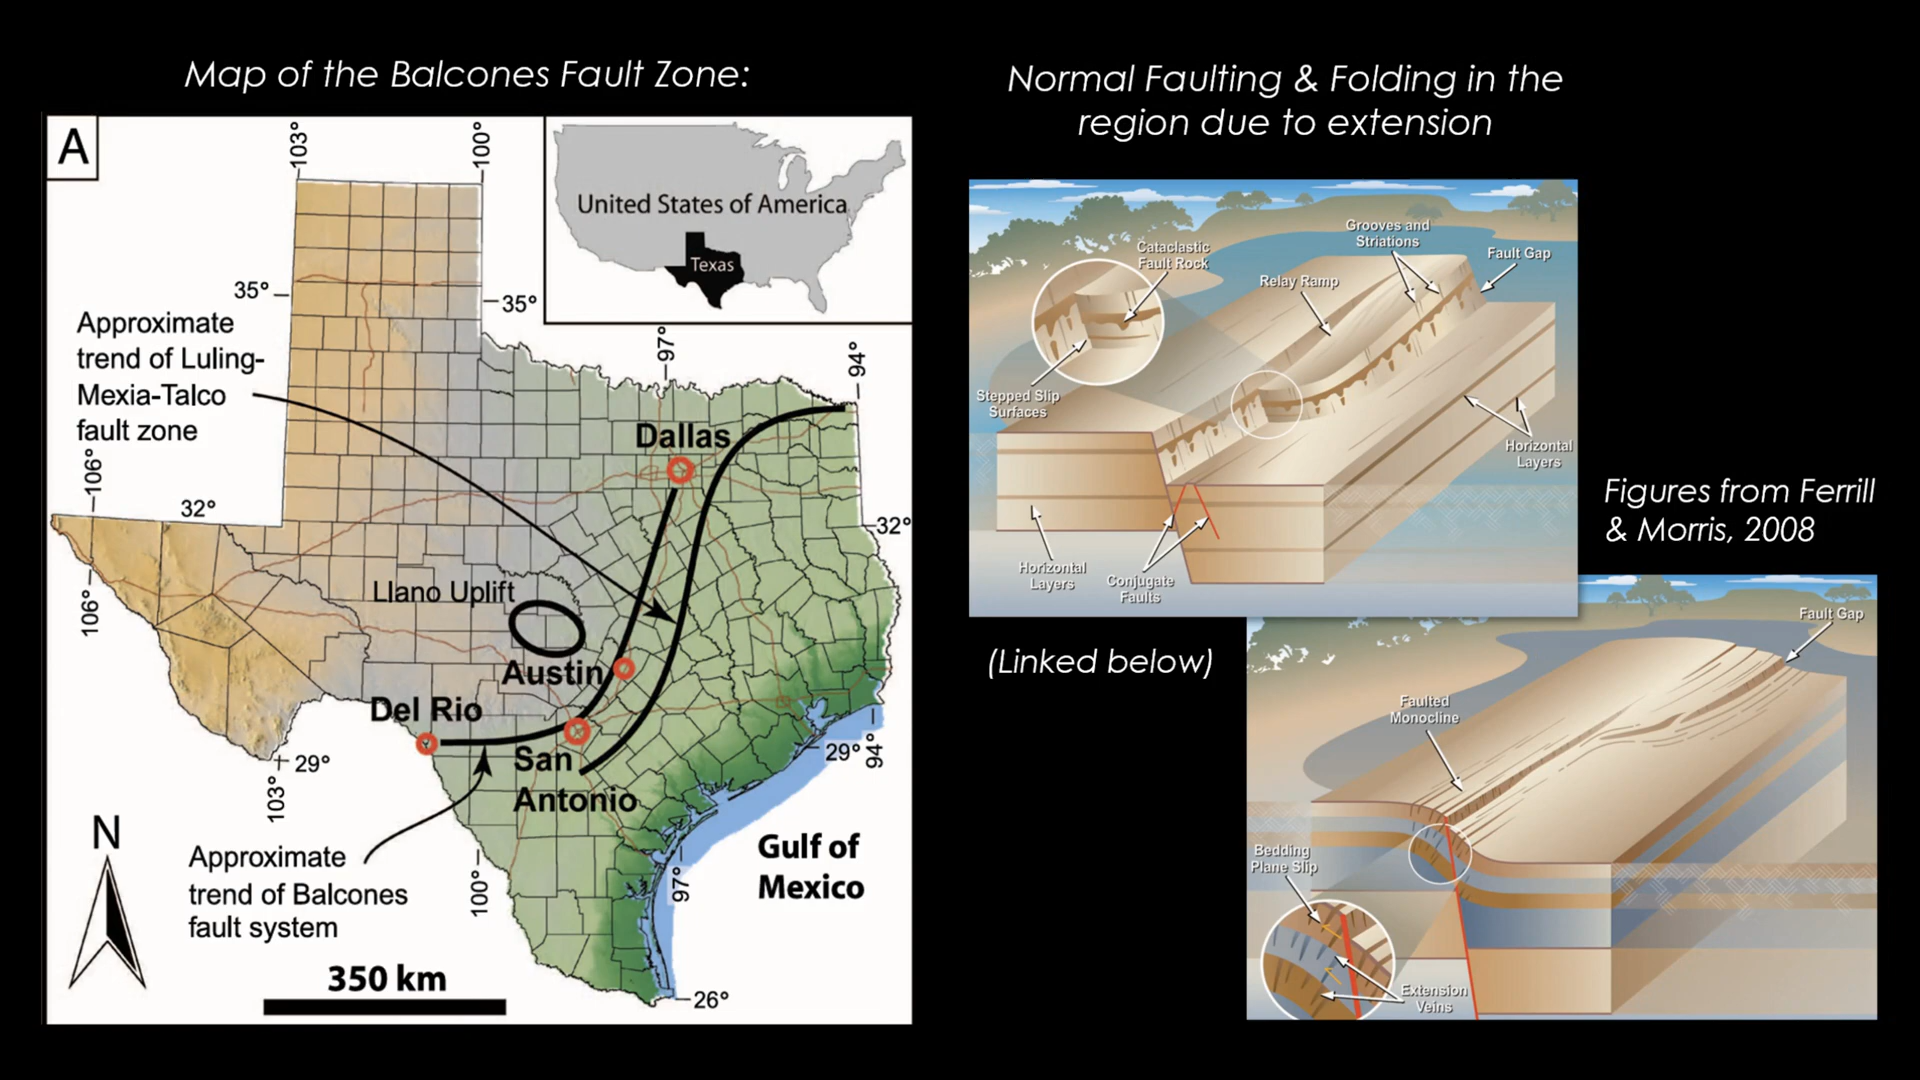 Map of the Balcones Fault Zone:
A
103°
100°
United States of America
Texas
35°
35°
97°
94°
Approximate
trend of Luling-
Mexia-Talco
fault zone
Dallas
106°
32°
32°
106°
Llano Uplift
Austin
Del Rio
San
Antonio
29°
103°
29°
94°
N
Approximate
trend of Balcones
fault system
100°
97°
Gulf of
Mexico
350 km
26°
Normal Faulting & Folding in the
region due to extension
Cataclastic
Fault Rock
Grooves and
Striations
Fault Gap
Relay Ramp
Stepped Slip
Surfaces
Horizontal
Layers
Horizontal
Layers
Conjugate
Faults
Figures from Ferrill
& Morris, 2008
(Linked below)
Fault Gap
Faulted
Monocline
Bedding
Plane Slip
Extension
Veins